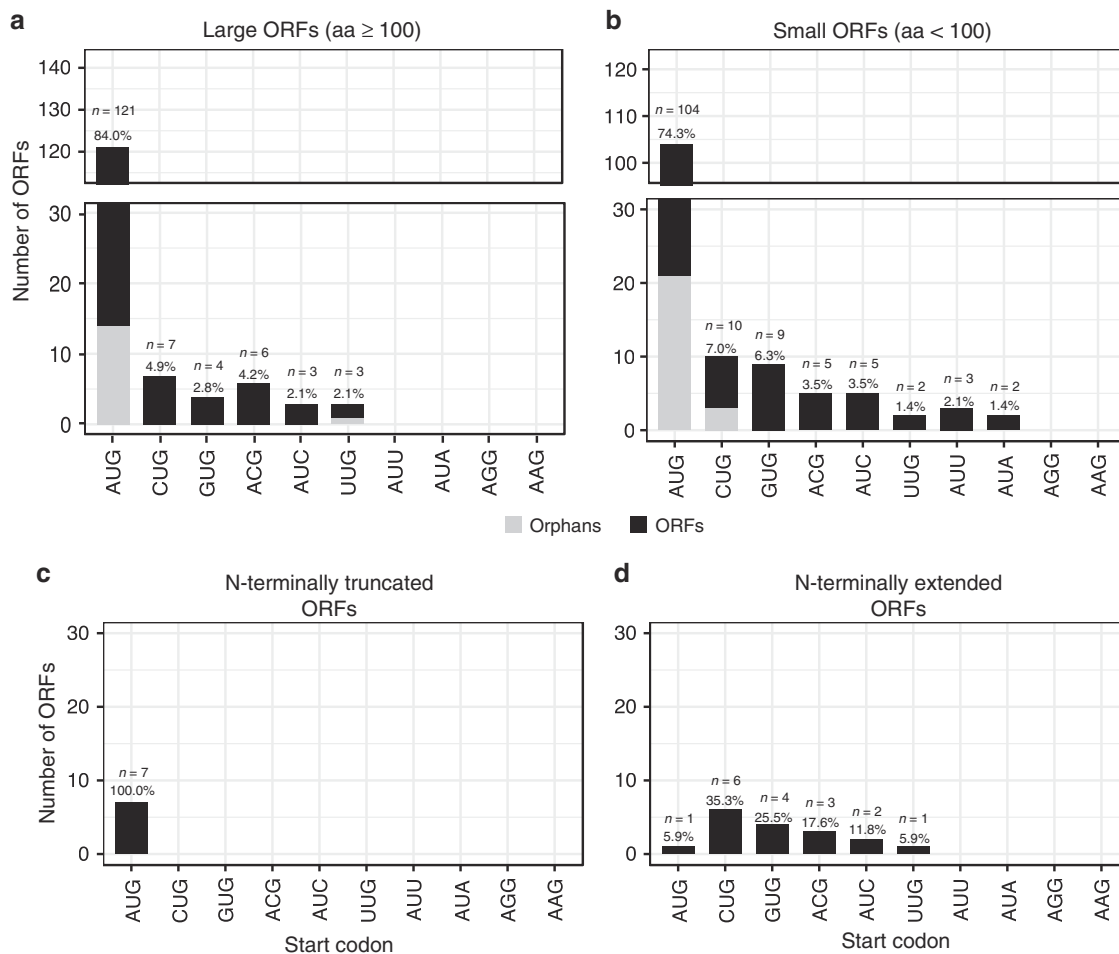 a
Large ORFs (aa ≥ 100)
Number of ORFs
140
130
120
30
20
10
0
n = 121
84.0%
n = 7
4.9%
n = 4
2.8%
n = 6
4.2%
n = 3
2.1%
n = 3
2.1%
AUG
CUG
GUG
ACG
AUC
UUG
AUU
AUA
AGG
AAG
b
Small ORFs (aa < 100)
120
110
100
30
20
10
0
n = 104
74.3%
n = 10
7.0%
n = 9
6.3%
n = 5
3.5%
n = 5
3.5%
n = 2
1.4%
n = 3
2.1%
n = 2
1.4%
AUG
CUG
GUG
ACG
AUC
UUG
AUU
AUA
AGG
AAG
Orphans
ORFs
c
N-terminally truncated
ORFs
Number of ORFs
30
20
10
0
n = 7
100.0%
AUG
CUG
GUG
ACG
AUC
UUG
AUU
AUA
AGG
AAG
Start codon
d
N-terminally extended
ORFs
30
20
10
0
n = 1
5.9%
n = 6
35.3%
n = 4
25.5%
n = 3
17.6%
n = 2
11.8%
n = 1
5.9%
AUG
CUG
GUG
ACG
AUC
UUG
AUU
AUA
AGG
AAG
Start codon